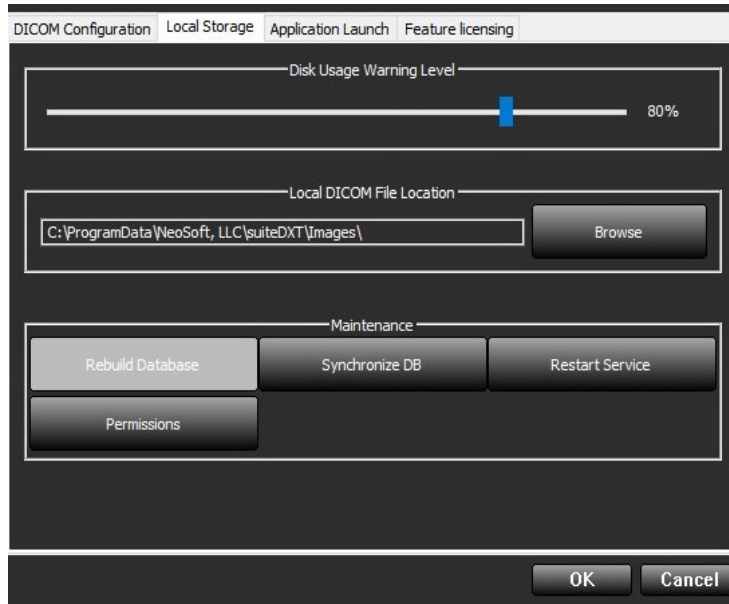 DICOM Configuration Local Storage Application Launch Feature licensing
Disk Usage Warning Level
80%
Local DICOM File Location
C:\ProgramData\NeoSoft, LLC\suiteDXT\Images\ Browse
Maintenance
Rebuild Database Synchronize DB Restart Service
Permissions
OK Cancel